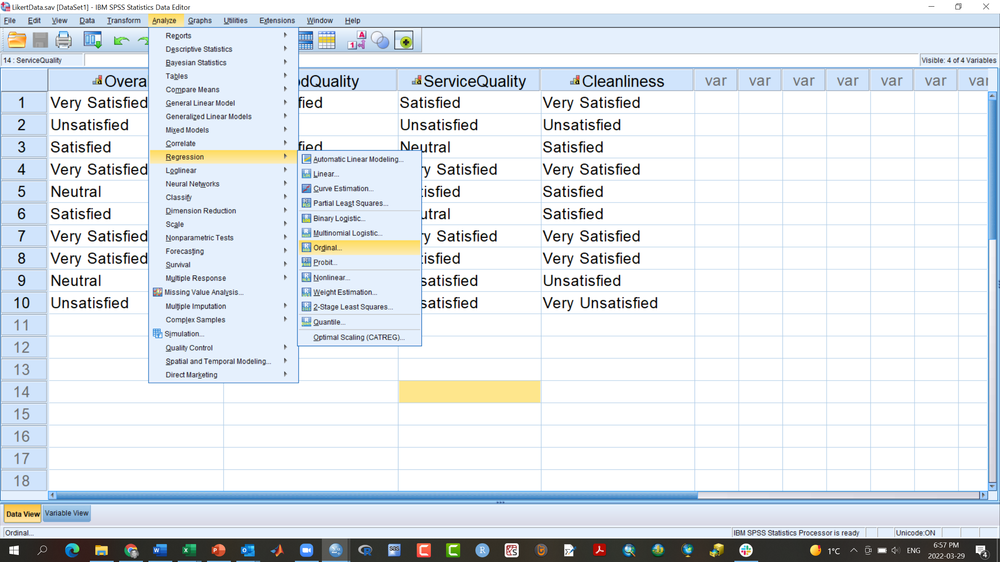 LikertData.sav [DataSet1] - IBM SPSS Statistics Data Editor
File Edit View Data Transform Analyze Graphs Utilities Extensions Window Help
14 : ServiceQuality
Visible: 4 of 4 Variables
Reports
Descriptive Statistics
Bayesian Statistics
Tables
Compare Means
General Linear Model
Generalized Linear Models
Mixed Models
Correlate
Regression
Loglinear
Neural Networks
Classify
Dimension Reduction
Scale
Nonparametric Tests
Forecasting
Survival
Multiple Response
Missing Value Analysis...
Multiple Imputation
Complex Samples
Simulation...
Quality Control
Spatial and Temporal Modeling...
Direct Marketing
Automatic Linear Modeling...
Linear...
Curve Estimation...
Partial Least Squares...
Binary Logistic...
Multinomial Logistic...
Ordinal...
Probit...
Nonlinear...
Weight Estimation...
2-Stage Least Squares...
Quantile...
Optimal Scaling (CATREG)...
Overal dQuality ServiceQuality Cleanliness var var var var var var var
1 Very Satisfied fied Satisfied Very Satisfied
2 Unsatisfied Unsatisfied Unsatisfied
3 Satisfied fied Neutral Satisfied
4 Very Satisfied y Satisfied Very Satisfied
5 Neutral isfied Satisfied
6 Satisfied utral Satisfied
7 Very Satisfied y Satisfied Very Satisfied
8 Very Satisfied isfied Very Satisfied
9 Neutral satisfied Unsatisfied
10 Unsatisfied satisfied Very Unsatisfied
11
12
13
14
15
16
17
18
Data View Variable View
Ordinal...
IBM SPSS Statistics Processor is ready
Unicode:ON
1°C
ENG
6:57 PM
2022-03-29
4